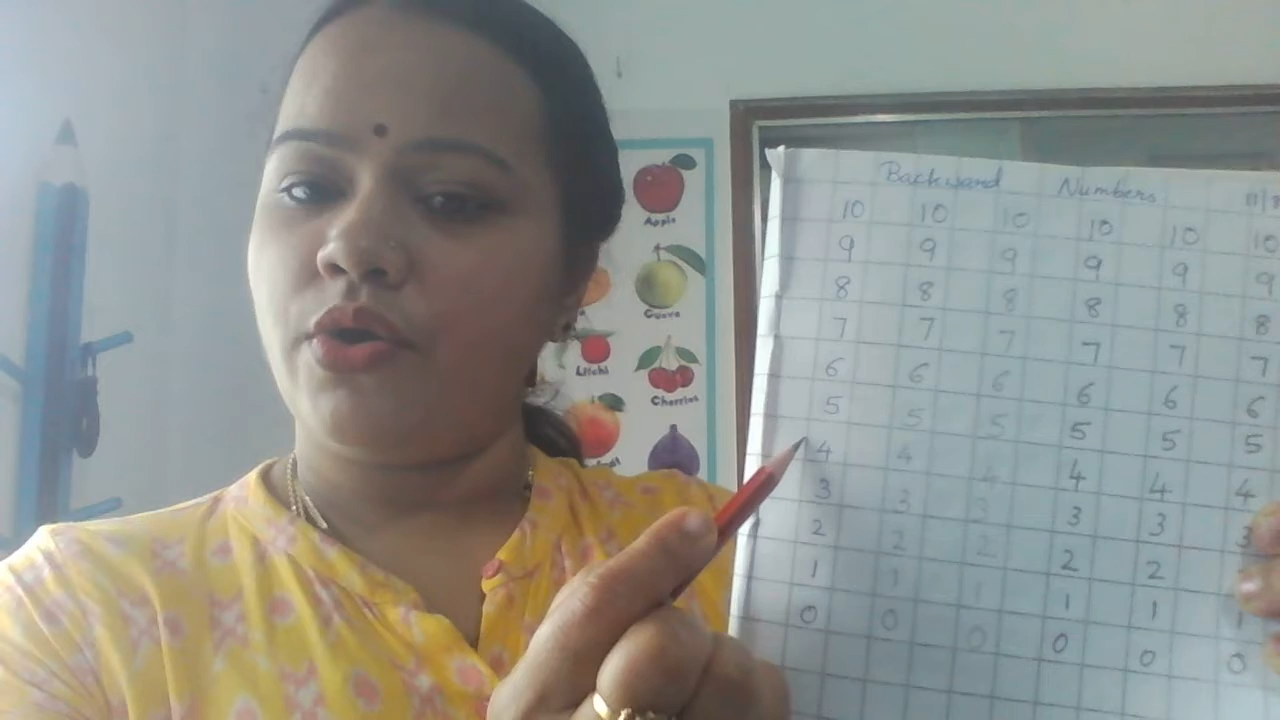 Backward Numbers 11/8
10 10 10 10 10 10
9 9 9 9 9 9
8 8 8 8 8 8
7 7 7 7 7 7
6 6 6 6 6 6
5 5 5 5 5 5
4 4 4 4 4 4
3 3 3 3 3 3
2 2 2 2 2
1 1 1 1 1 1
0 0 0 0 0 0
Apple
Guava
Litchi
Cherries